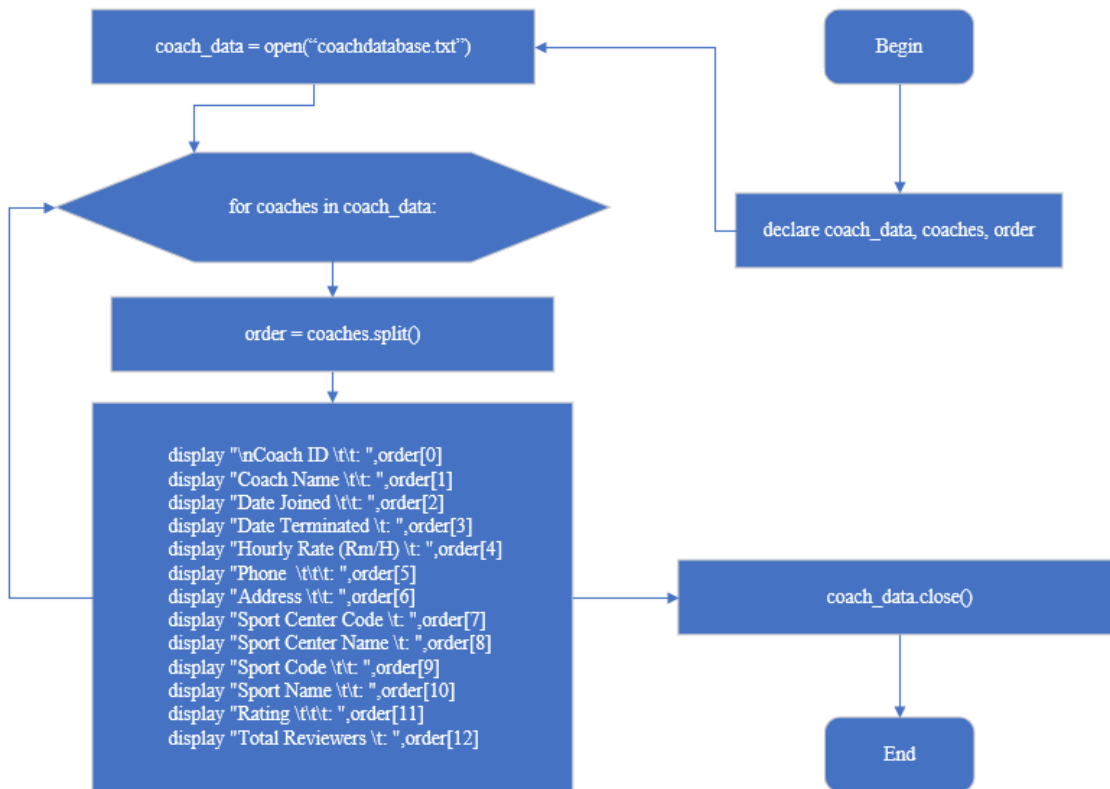 Begin
declare coach_data, coaches, order
coach_data = open(“coachdatabase.txt”)
for coaches in coach_data:
order = coaches.split()
display "\nCoach ID \t\t: ",order[0]
display "Coach Name \t\t: ",order[1]
display "Date Joined \t\t: ",order[2]
display "Date Terminated \t: ",order[3]
display "Hourly Rate (Rm/H) \t: ",order[4]
display "Phone  \t\t\t: ",order[5]
display "Address \t\t: ",order[6]
display "Sport Center Code \t: ",order[7]
display "Sport Center Name \t: ",order[8]
display "Sport Code \t\t: ",order[9]
display "Sport Name \t\t: ",order[10]
display "Rating \t\t\t: ",order[11]
display "Total Reviewers \t: ",order[12]
coach_data.close()
End